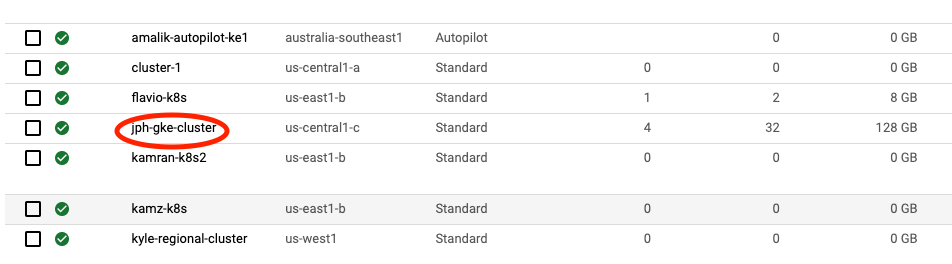 amalik-autopilot-ke1 australia-southeast1 Autopilot 0 0 GB
cluster-1 us-central1-a Standard 0 0 0 GB
flavio-k8s us-east1-b Standard 1 2 8 GB
jph-gke-cluster us-central1-c Standard 4 32 128 GB
kamran-k8s2 us-east1-b Standard 0 0 0 GB
kamz-k8s us-east1-b Standard 0 0 0 GB
kyle-regional-cluster us-west1 Standard 0 0 0 GB